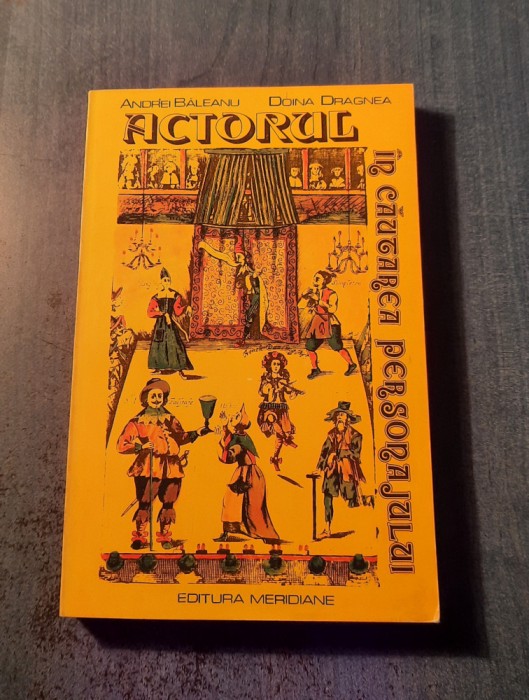 ANDREI BĂLEANU DOINA DRAGNEA
ACTORUL
ÎN CĂUTAREA PERSONAJULUI
EDITURA MERIDIANE